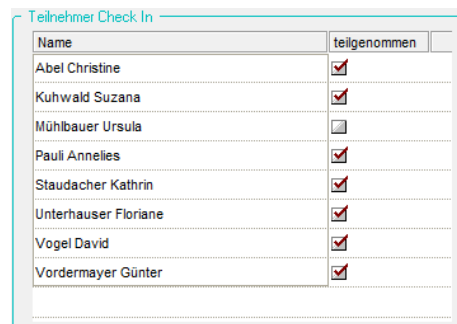 Teilnehmer Check In
Name teilgenommen
Abel Christine
Kuhwald Suzana
Mühlbauer Ursula
Pauli Annelies
Staudacher Kathrin
Unterhauser Floriane
Vogel David
Vordermayer Günter